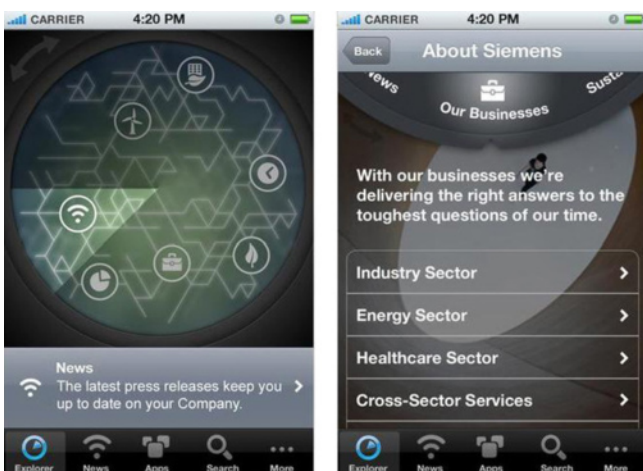 CARRIER 4:20 PM
News
The latest press releases keep you
up to date on your Company.
Explorer News Apps Search More
CARRIER 4:20 PM
Back About Siemens
News Our Businesses Susta
With our businesses we're
delivering the right answers to the
toughest questions of our time.
Industry Sector
Energy Sector
Healthcare Sector
Cross-Sector Services
Explorer News Apps Search More